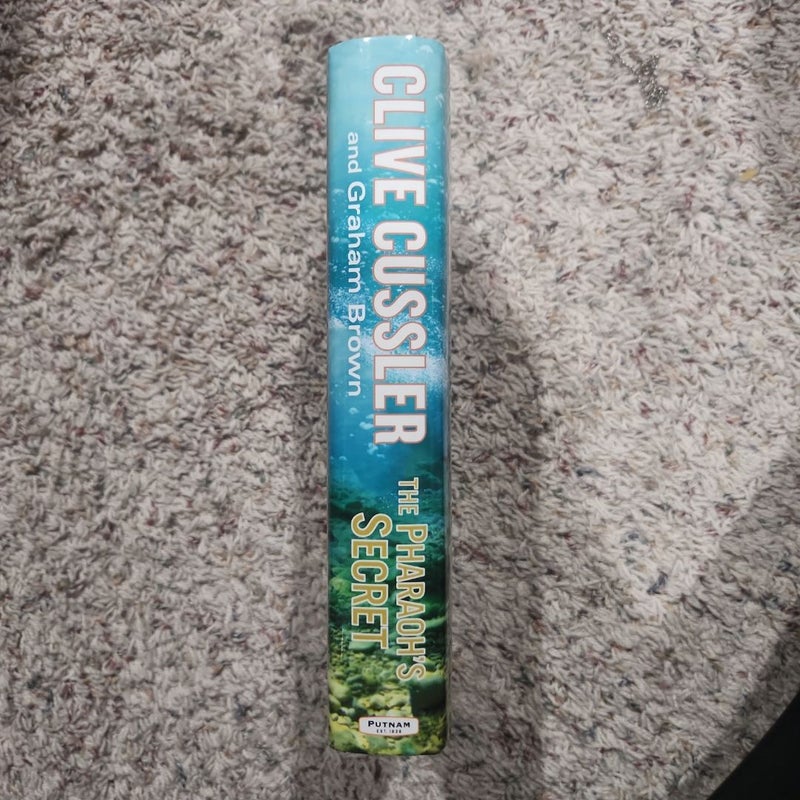 CLIVE CUSSLER
and Graham Brown
THE PHARAOH'S
SECRET
PUTNAM
EST. 1838